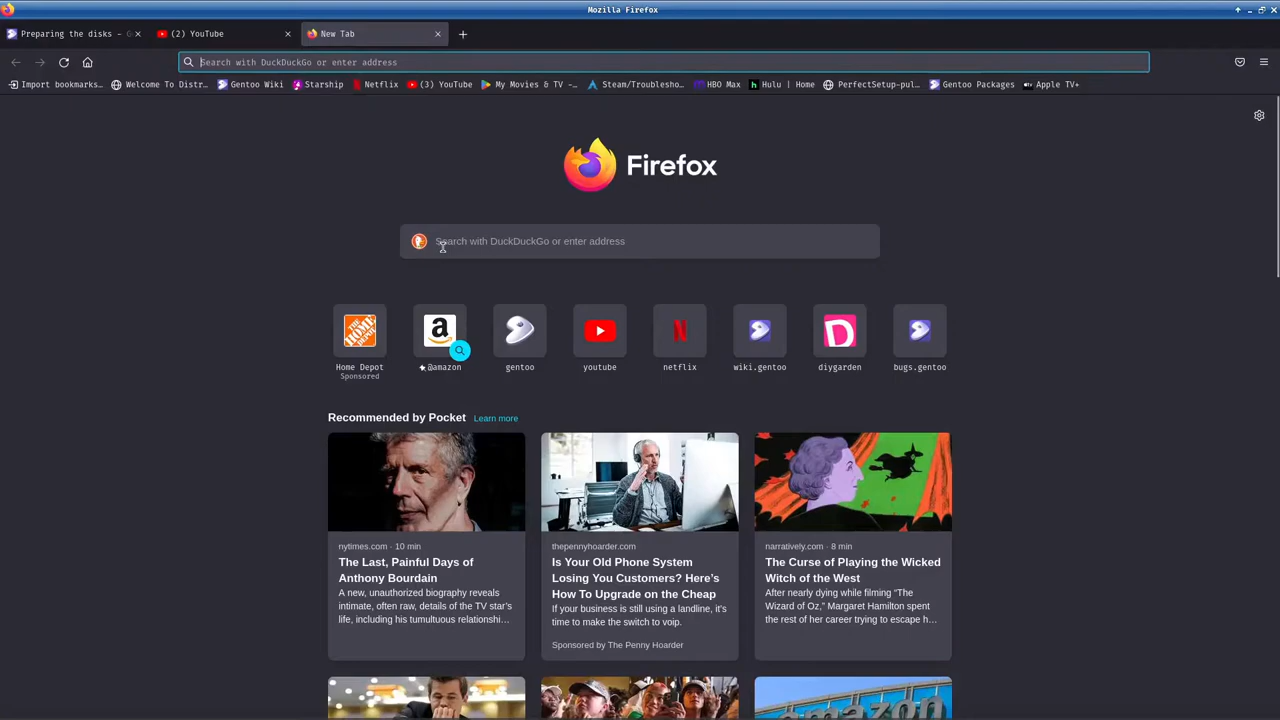 Mozilla Firefox
Preparing the disks - G
(2) YouTube
New Tab
Search with DuckDuckGo or enter address
Import bookmarks…
Welcome To Distr…
Gentoo Wiki
Starship
Netflix
(3) YouTube
My Movies & TV -…
Steam/Troublesho…
HBO Max
Hulu | Home
PerfectSetup-pul…
Gentoo Packages
Apple TV+
Firefox
Search with DuckDuckGo or enter address
Home Depot
Sponsored
@amazon
gentoo
youtube
netflix
wiki.gentoo
diygarden
bugs.gentoo
Recommended by Pocket
Learn more
nytimes.com · 10 min
The Last, Painful Days of
Anthony Bourdain
A new, unauthorized biography reveals
intimate, often raw, details of the TV star's
life, including his tumultuous relationshi…
thepennyhoarder.com
Is Your Old Phone System
Losing You Customers? Here's
How To Upgrade on the Cheap
If your business is still using a landline, it's
time to make the switch to voip.
Sponsored by The Penny Hoarder
narratively.com · 8 min
The Curse of Playing the Wicked
Witch of the West
After nearly dying while filming "The
Wizard of Oz," Margaret Hamilton spent
the rest of her career trying to escape h…